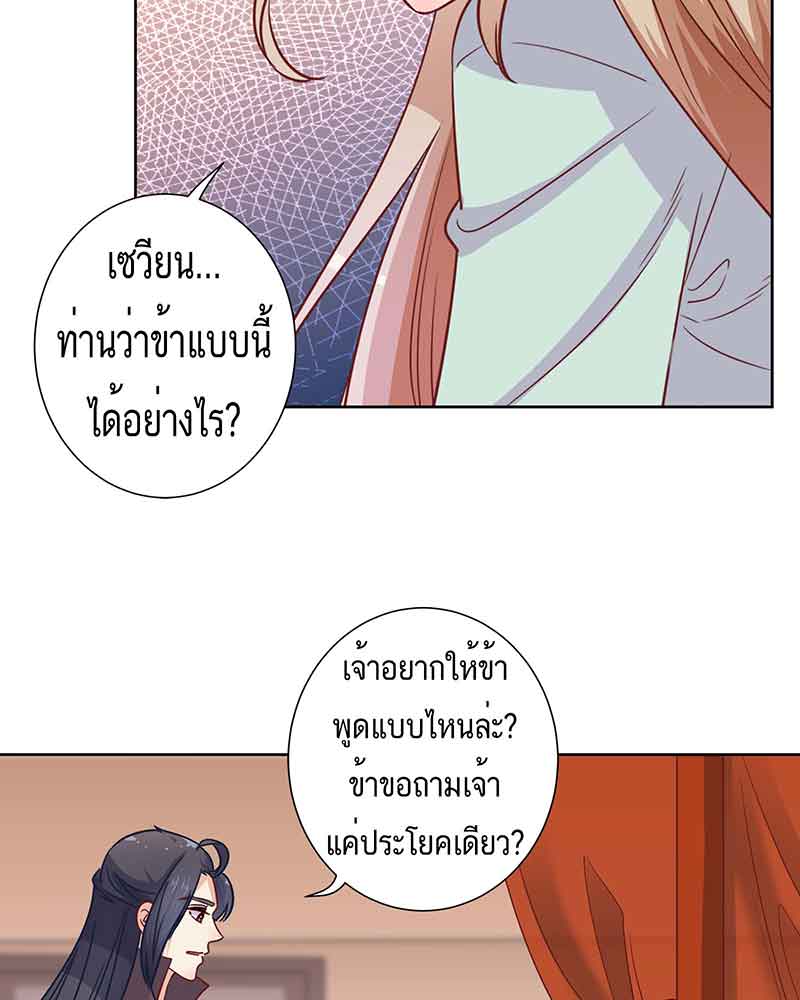 เซวียน...
ท่านว่าข้าแบบนี้
ได้อย่างไร?
เจ้าอยากให้ข้า
พูดแบบไหนล่ะ?
ข้าขอถามเจ้า
แค่ประโยคเดียว?